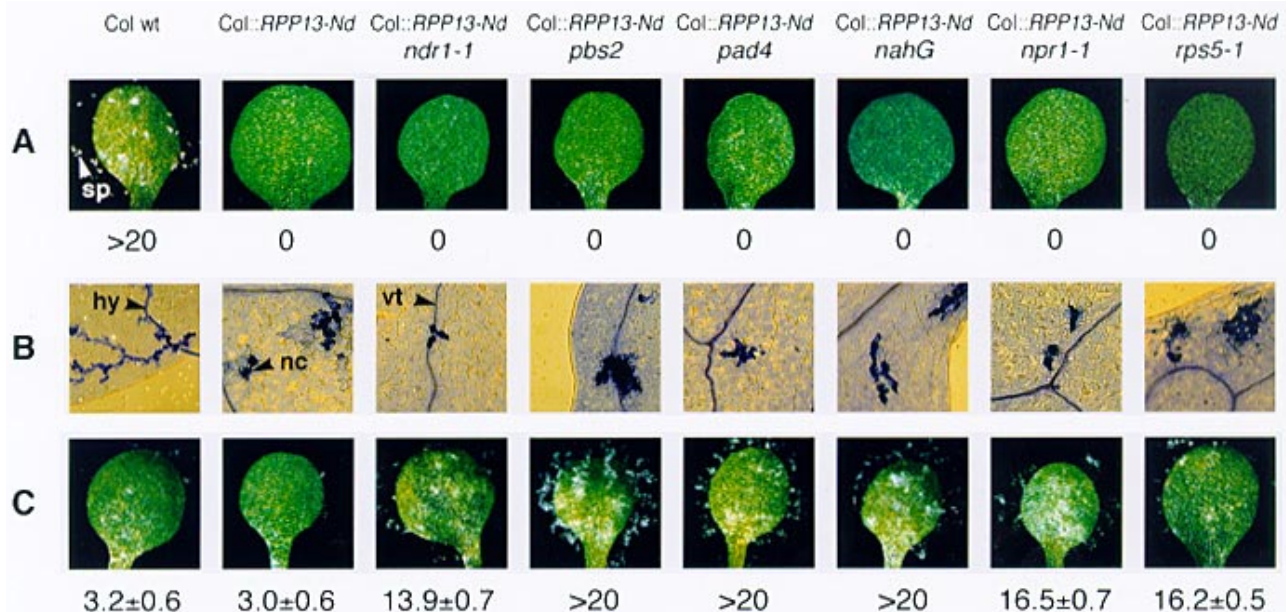 Col wt Col::RPP13-Nd Col::RPP13-Nd Col::RPP13-Nd Col::RPP13-Nd Col::RPP13-Nd Col::RPP13-Nd Col::RPP13-Nd
ndr1-1 pbs2 pad4 nahG npr1-1 rps5-1
A
sp
>20 0 0 0 0 0 0 0
B
hy
nc
vt
C
3.2±0.6 3.0±0.6 13.9±0.7 >20 >20 >20 16.5±0.7 16.2±0.5